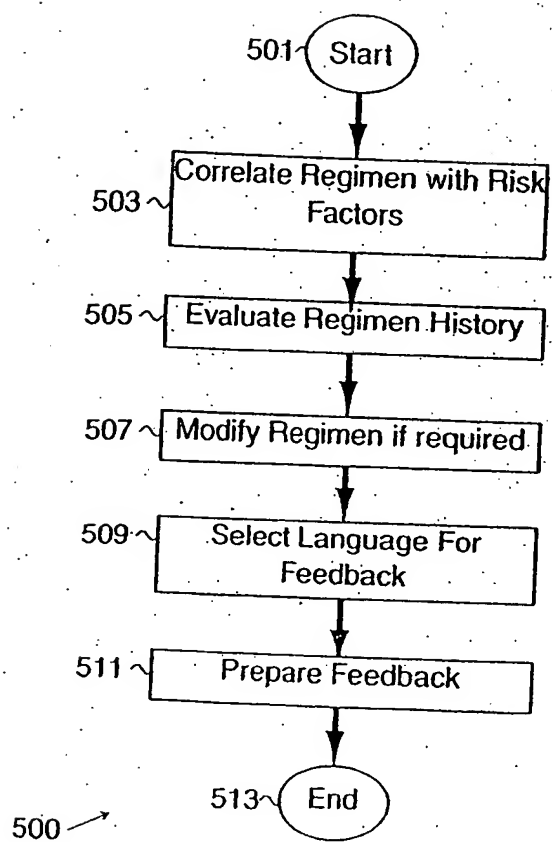 501 Start
503 Correlate Regimen with Risk
Factors
505 Evaluate Regimen History
507 Modify Regimen if required
509 Select Language For
Feedback
511 Prepare Feedback
513 End
500